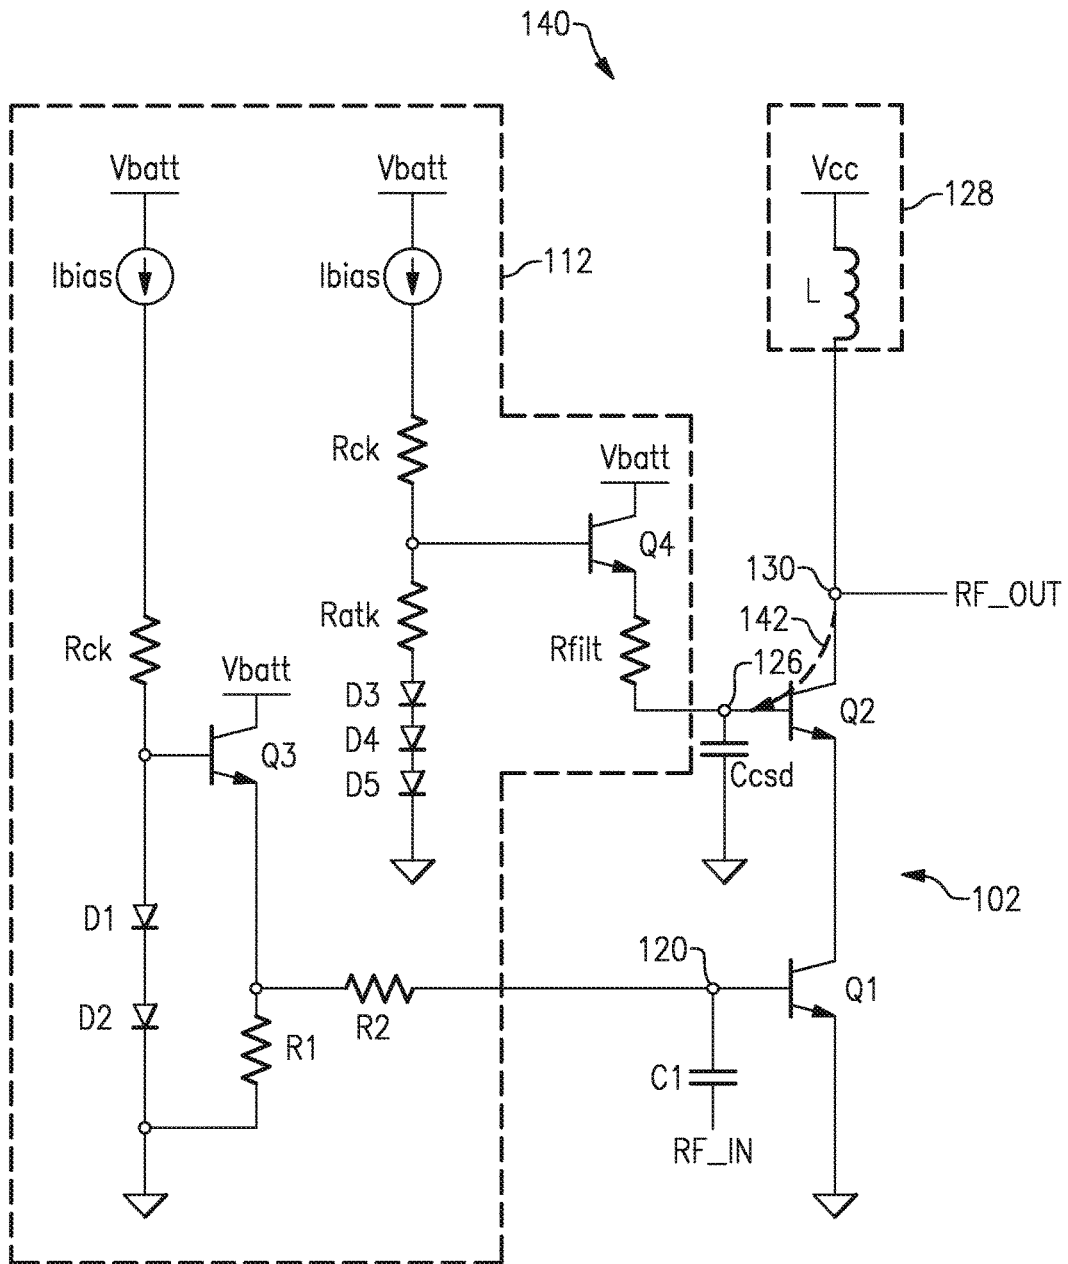 140
Vbatt
Vbatt
Vcc
128
112
Ibias
Ibias
L
Rck
Vbatt
Q4
130
RF_OUT
142
Ratk
Rfilt
126
Rck
Vbatt
D3
Q2
D4
Q3
D5
Ccsd
102
D1
120
Q1
D2
R2
R1
C1
RF_IN